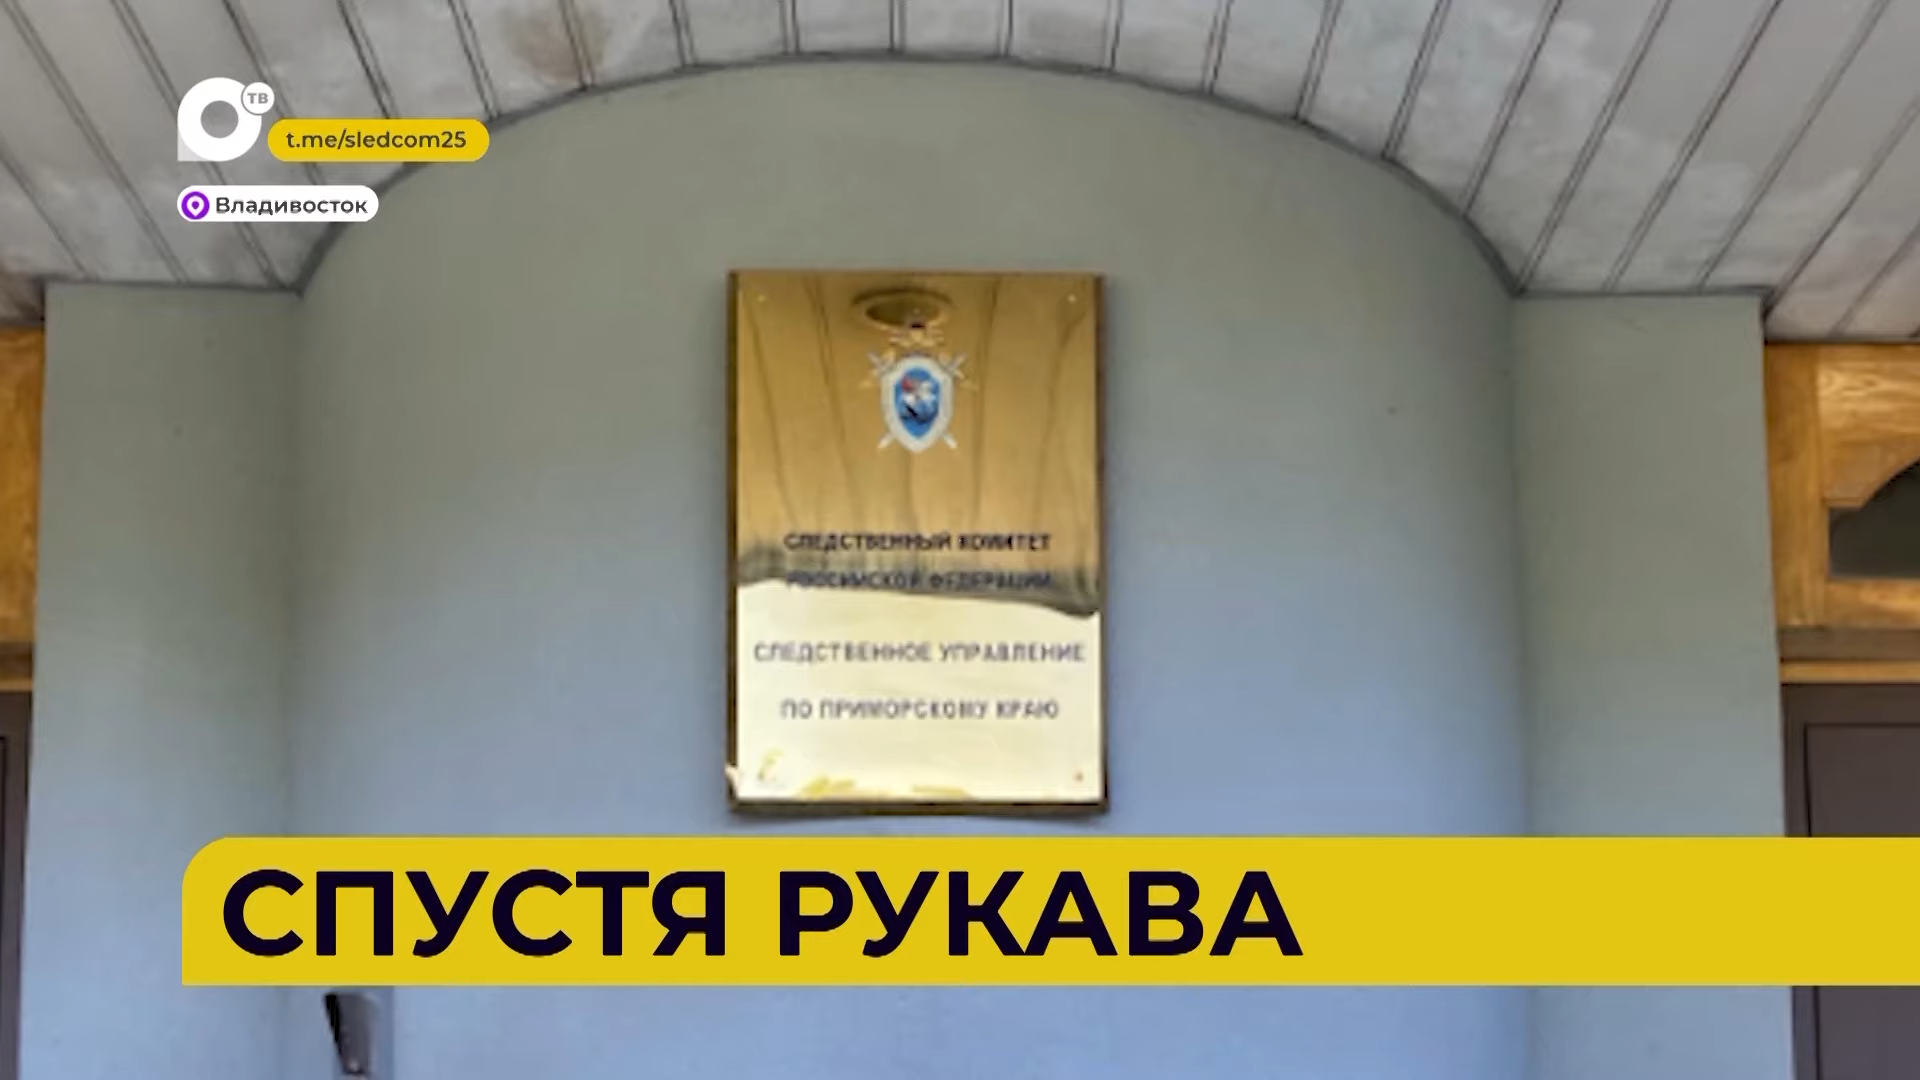 ТВ
t.me/sledcom25
Владивосток
СЛЕДСТВЕННЫЙ КОМИТЕТ
РОССИЙСКОЙ ФЕДЕРАЦИИ
СЛЕДСТВЕННОЕ УПРАВЛЕНИЕ
ПО ПРИМОРСКОМУ КРАЮ
СПУСТЯ РУКАВА